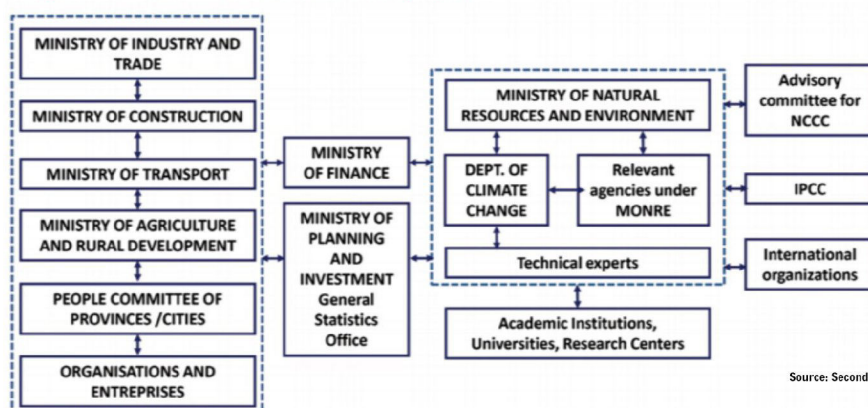 MINISTRY OF INDUSTRY AND
TRADE
MINISTRY OF CONSTRUCTION
MINISTRY OF TRANSPORT
MINISTRY OF AGRICULTURE
AND RURAL DEVELOPMENT
PEOPLE COMMITTEE OF
PROVINCES /CITIES
ORGANISATIONS AND
ENTREPRISES
MINISTRY
OF FINANCE
MINISTRY OF
PLANNING
AND
INVESTMENT
General
Statistics
Office
MINISTRY OF NATURAL
RESOURCES AND ENVIRONMENT
DEPT. OF
CLIMATE
CHANGE
Relevant
agencies under
MONRE
Technical experts
Academic Institutions,
Universities, Research Centers
Advisory
committee for
NCCC
IPCC
International
organizations
Source: Second